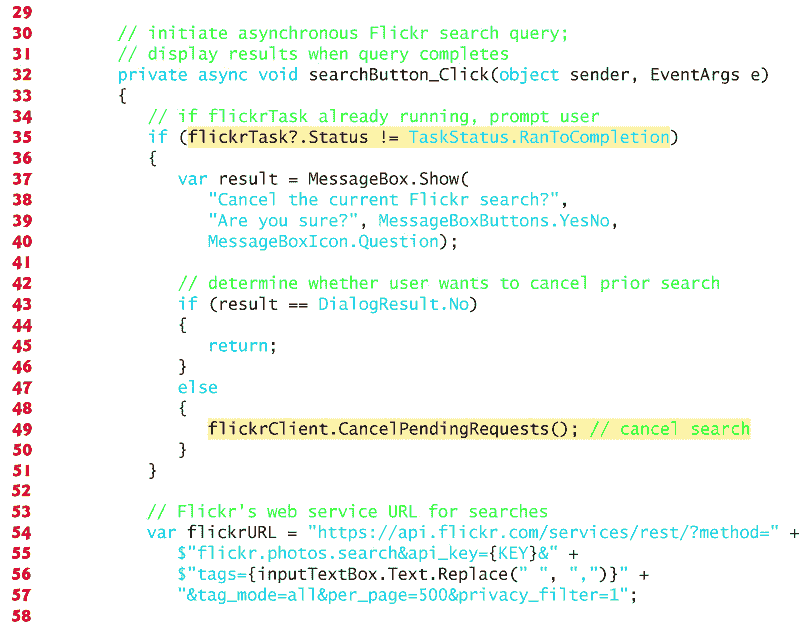 29
30 // initiate asynchronous Flickr search query;
31 // display results when query completes
32 private async void searchButton_Click(object sender, EventArgs e)
33 {
34 // if flickrTask already running, prompt user
35 if (flickrTask?.Status != TaskStatus.RanToCompletion)
36 {
37 var result = MessageBox.Show(
38 "Cancel the current Flickr search?",
39 "Are you sure?", MessageBoxButtons.YesNo,
40 MessageBoxIcon.Question);
41
42 // determine whether user wants to cancel prior search
43 if (result == DialogResult.No)
44 {
45 return;
46 }
47 else
48 {
49 flickrClient.CancelPendingRequests(); // cancel search
50 }
51 }
52
53 // Flickr's web service URL for searches
54 var flickrURL = "https://api.flickr.com/services/rest/?method=" +
55 $"flickr.photos.search&api_key={KEY}&" +
56 $"tags={inputTextBox.Text.Replace(" ", ",")}" +
57 "&tag_mode=all&per_page=500&privacy_filter=1";
58